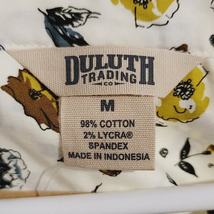 DULUTH
TRADING
CO
M
98% COTTON
2% LYCRA®
SPANDEX
MADE IN INDONESIA